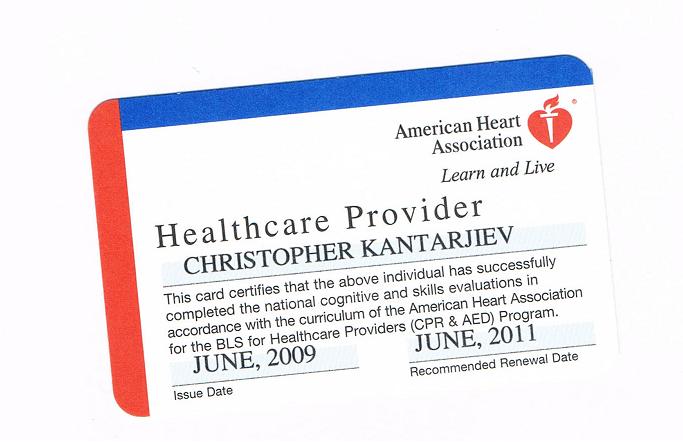 American Heart
Association
®
Learn and Live
Healthcare Provider
CHRISTOPHER KANTARJIEV
This card certifies that the above individual has successfully
completed the national cognitive and skills evaluations in
accordance with the curriculum of the American Heart Association
for the BLS for Healthcare Providers (CPR & AED) Program.
JUNE, 2009
JUNE, 2011
Issue Date
Recommended Renewal Date